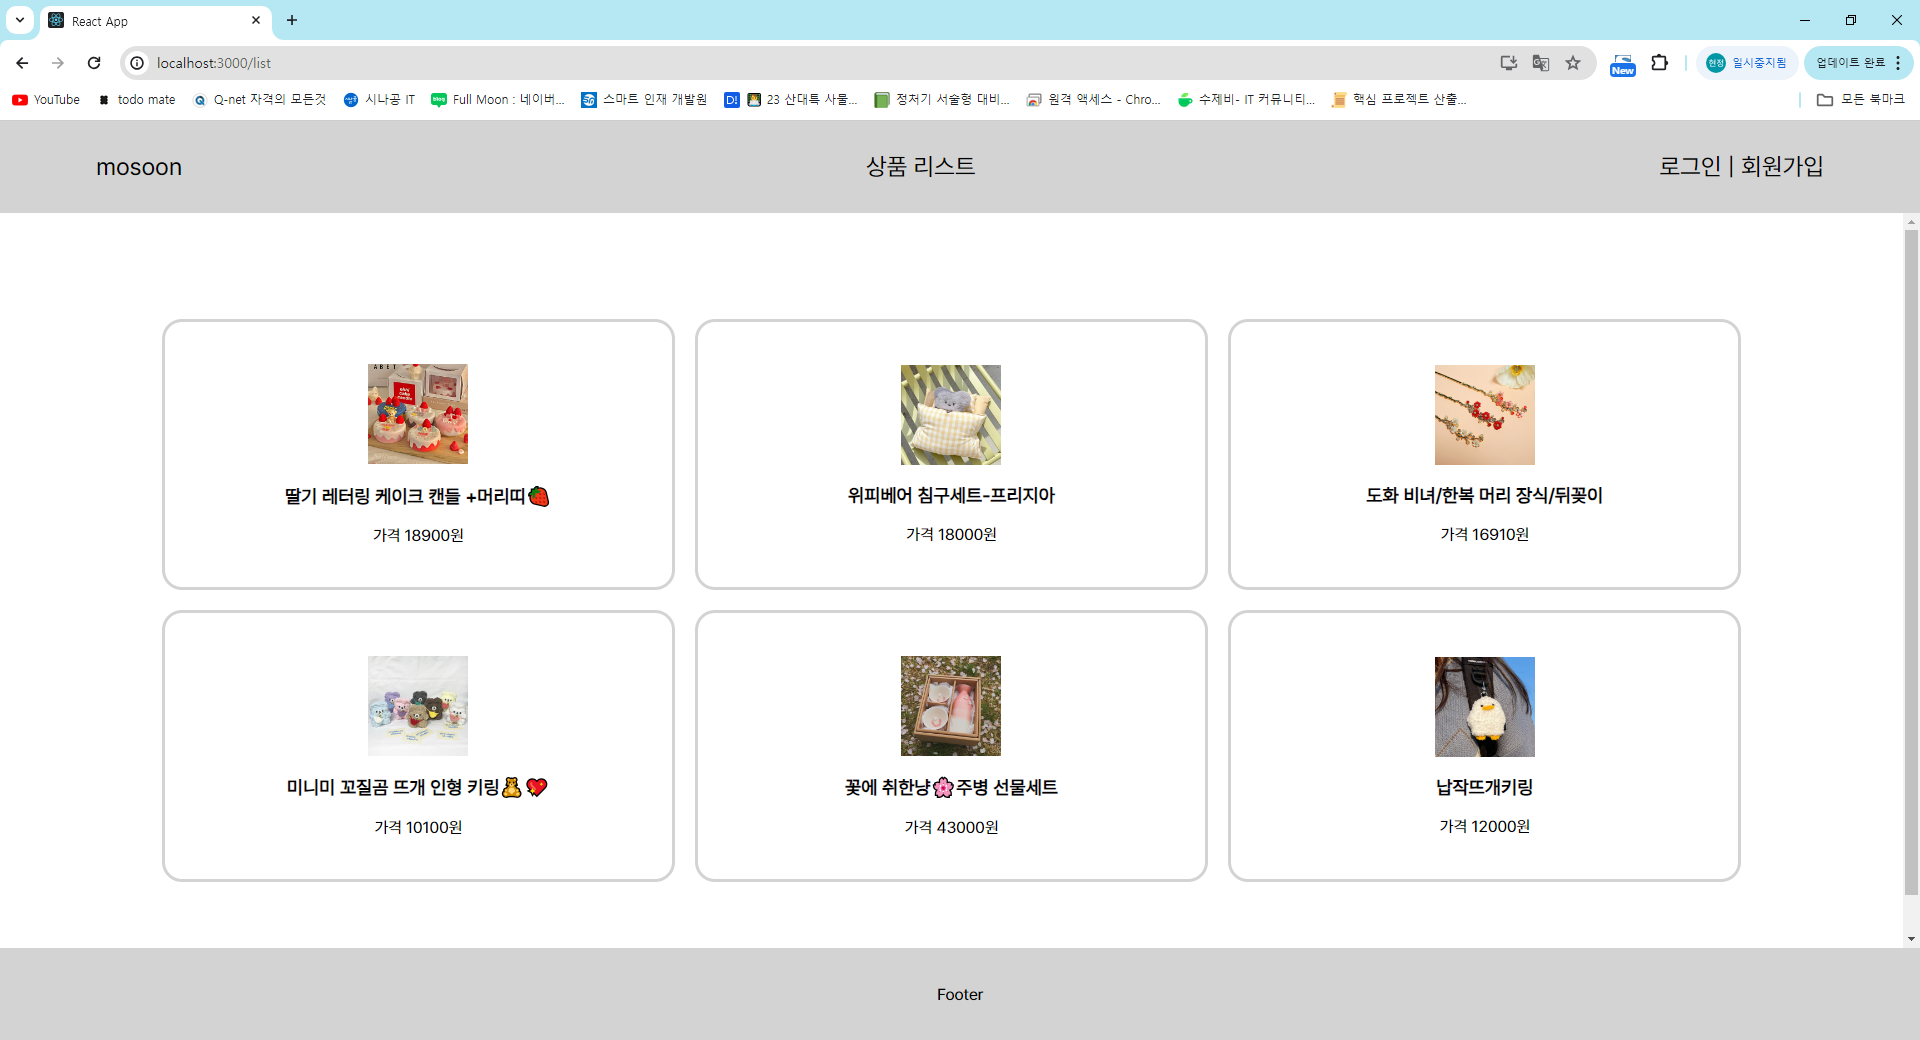 React App
localhost:3000/list
New
현정
일시중지됨
업데이트 완료
YouTube
todo mate
Q-net 자격의 모든것
시나공 IT
Full Moon : 네이버...
스마트 인재 개발원
23 산대특 사물...
정처기 서술형 대비...
원격 액세스 - Chro...
수제비- IT 커뮤니티...
핵심 프로젝트 산출...
모든 북마크
mosoon
상품 리스트
로그인 | 회원가입
딸기 레터링 케이크 캔들 +머리띠🍓
가격 18900원
위피베어 침구세트-프리지아
가격 18000원
도화 비녀/한복 머리 장식/뒤꽂이
가격 16910원
미니미 꼬질곰 뜨개 인형 키링🧸💖
가격 10100원
꽃에 취한냥🌸주병 선물세트
가격 43000원
납작뜨개키링
가격 12000원
Footer